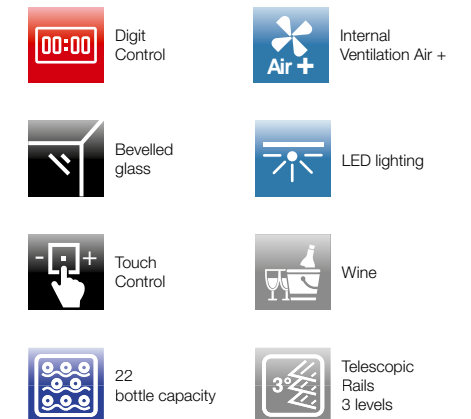 00:00
Digit
Control
Air +
Internal
Ventilation Air +
Bevelled
glass
LED lighting
- +
Touch
Control
Wine
22
bottle capacity
3°
Telescopic
Rails
3 levels